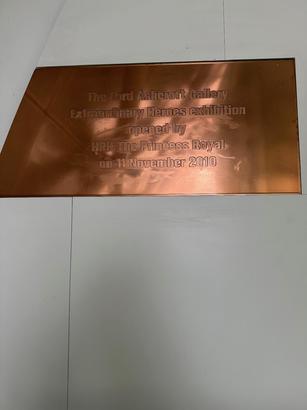 The Lord Ashcroft Gallery
Extraordinary Heroes exhibition
opened by
HRH The Princess Royal
on 11 November 2010